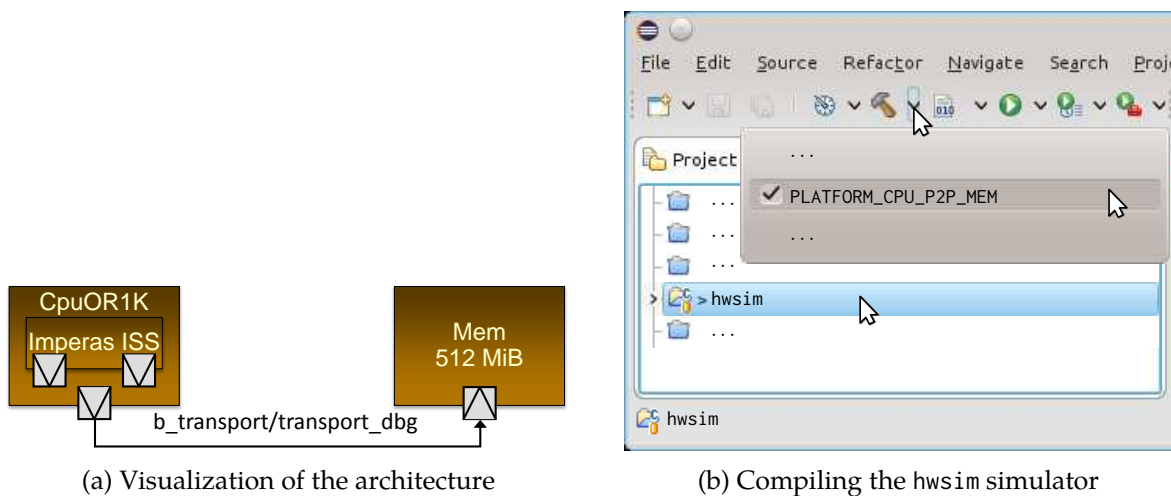 CpuOR1K
Imperas ISS
Mem
512 MiB
b_transport/transport_dbg
(a) Visualization of the architecture
File Edit Source Refactor Navigate Search Proje
010
Project
...
PLATFORM_CPU_P2P_MEM
...
...
...
...
> hwsim
...
hwsim
(b) Compiling the hwsim simulator